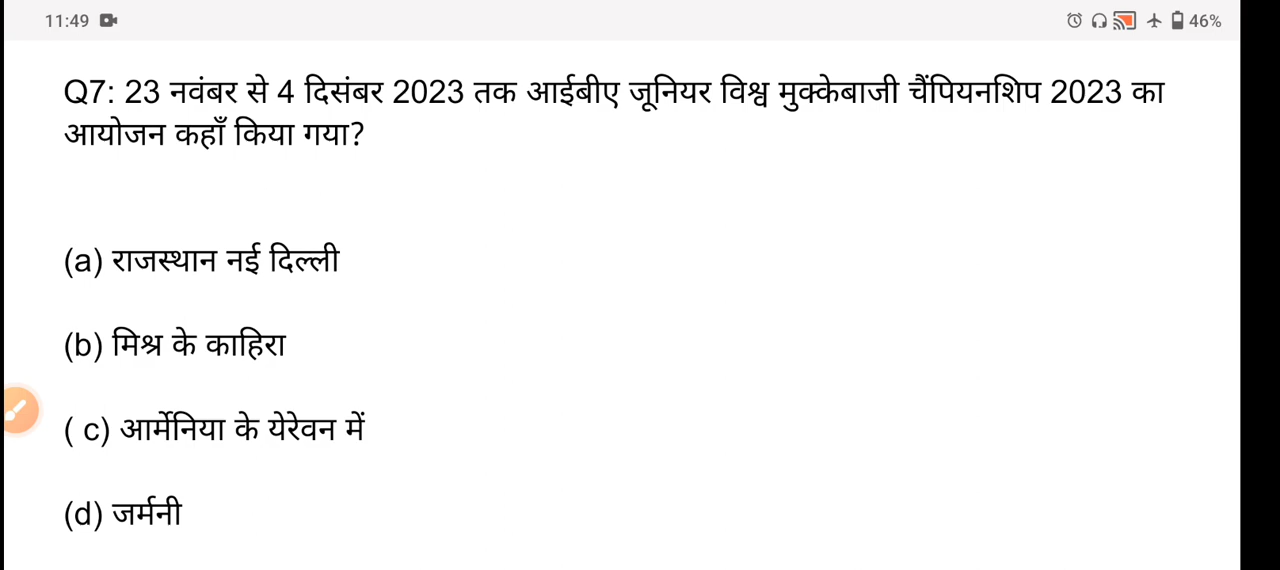 11:49
46%
Q7: 23 नवंबर से 4 दिसंबर 2023 तक आईबीए जूनियर विश्व मुक्केबाजी चैंपियनशिप 2023 का
आयोजन कहाँ किया गया?
(a) राजस्थान नई दिल्ली
(b) मिश्र के काहिरा
( c) आर्मेनिया के येरेवन में
(d) जर्मनी